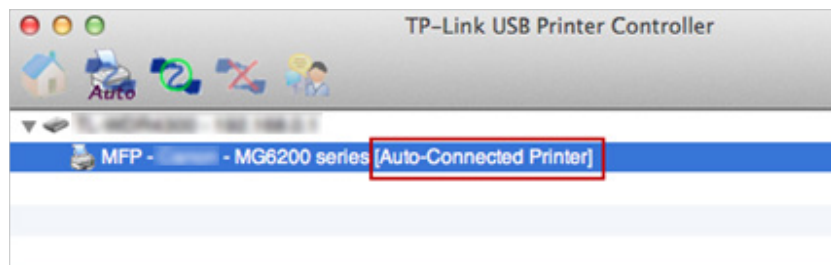 TP-Link USB Printer Controller
Auto
MFP - - MG6200 series [Auto-Connected Printer]